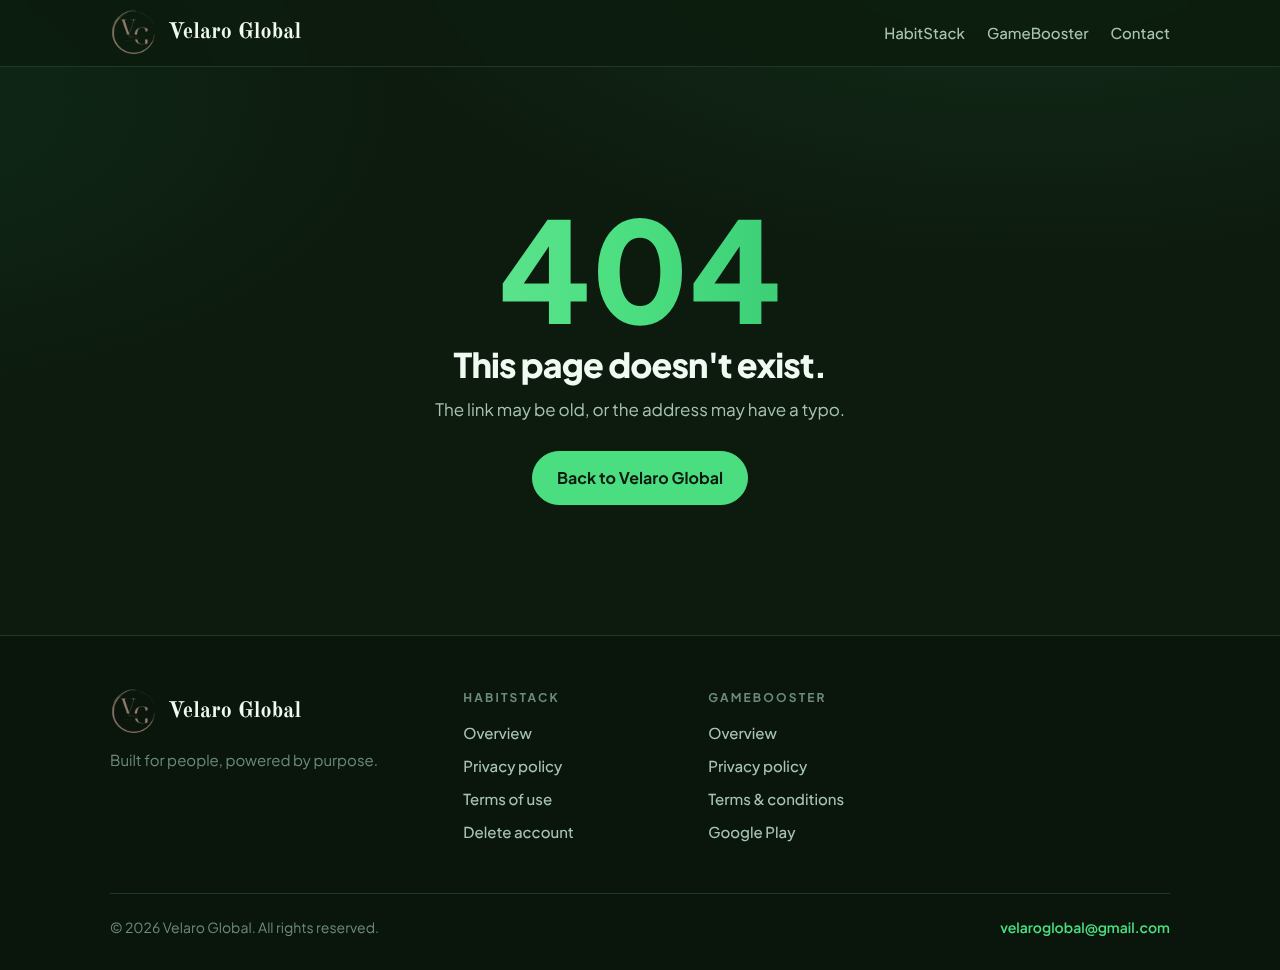 VG Velaro Global
HabitStack GameBooster Contact
404
This page doesn't exist.
The link may be old, or the address may have a typo.
Back to Velaro Global
VG Velaro Global
Built for people, powered by purpose.
HABITSTACK
Overview
Privacy policy
Terms of use
Delete account
GAMEBOOSTER
Overview
Privacy policy
Terms & conditions
Google Play
© 2026 Velaro Global. All rights reserved.
velaroglobal@gmail.com